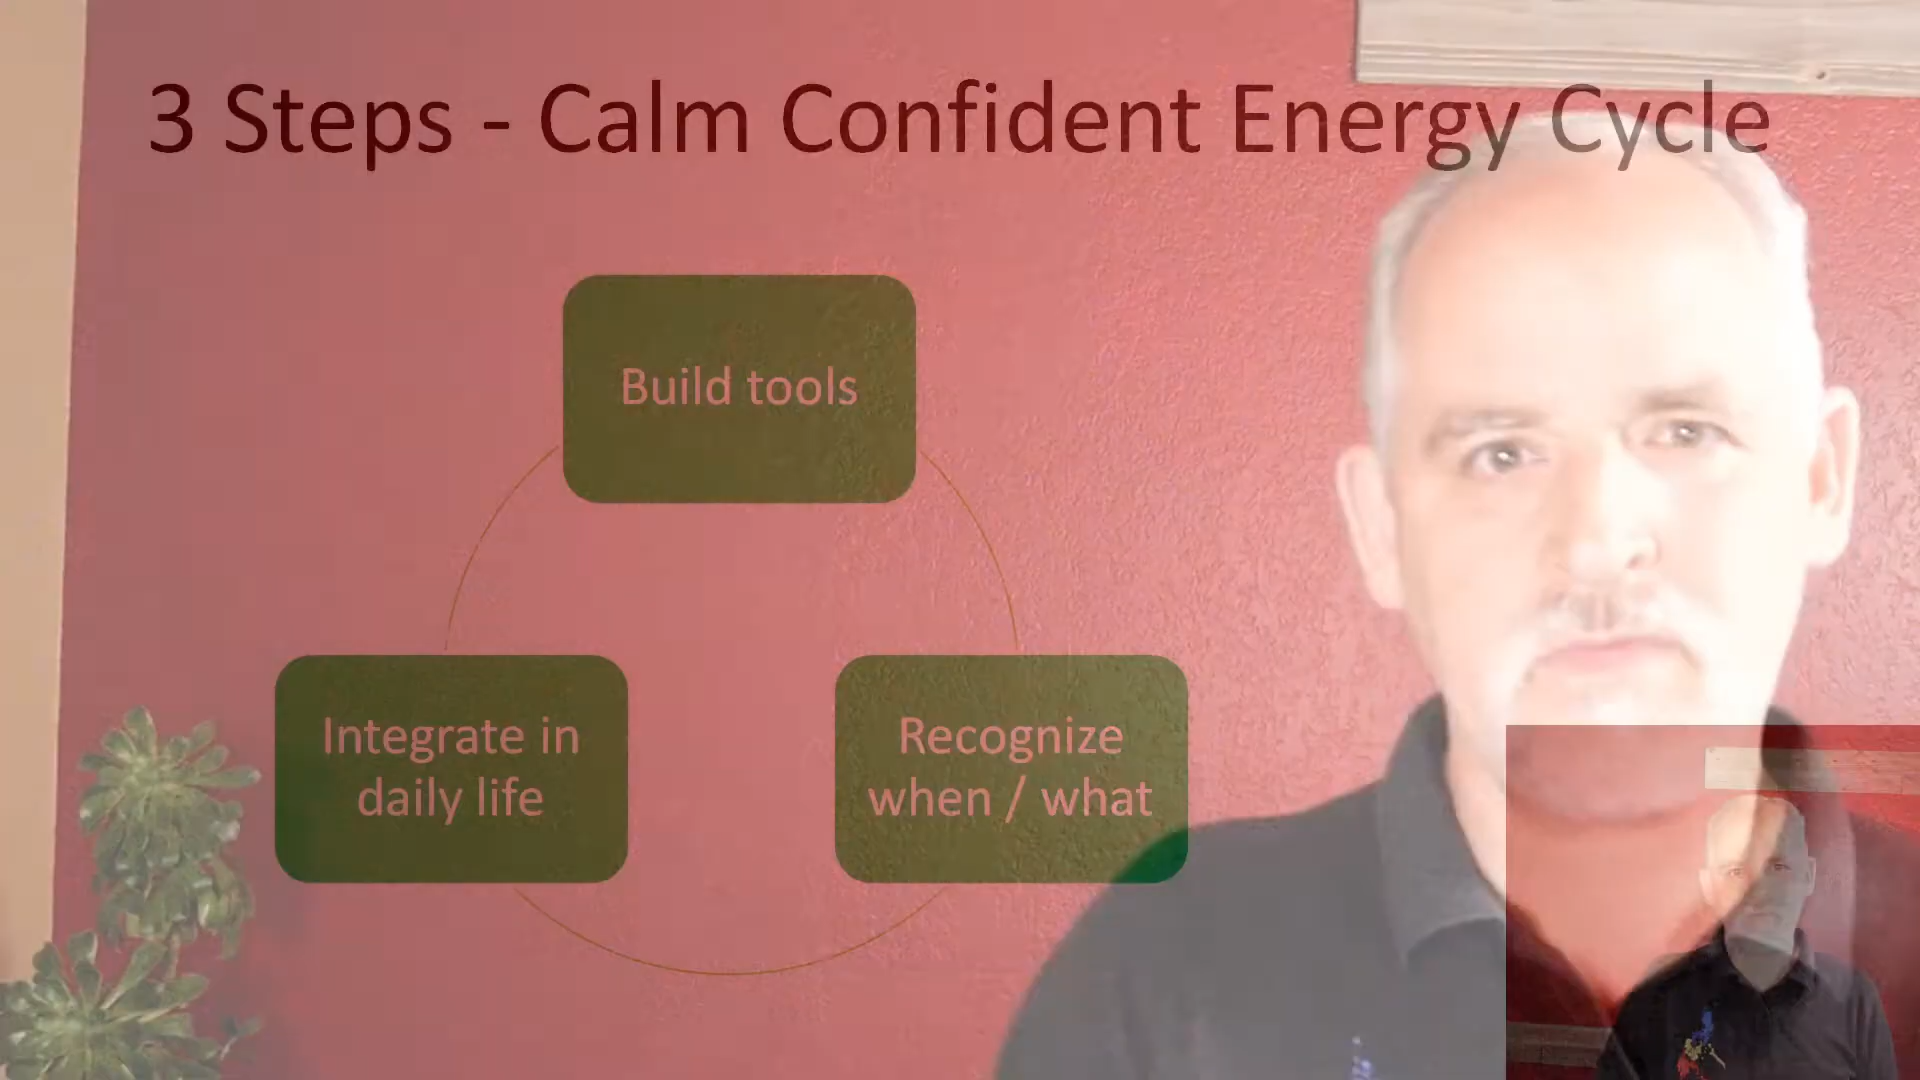 3 Steps - Calm Confident Energy Cycle
Build tools
Recognize
when / what
Integrate in
daily life